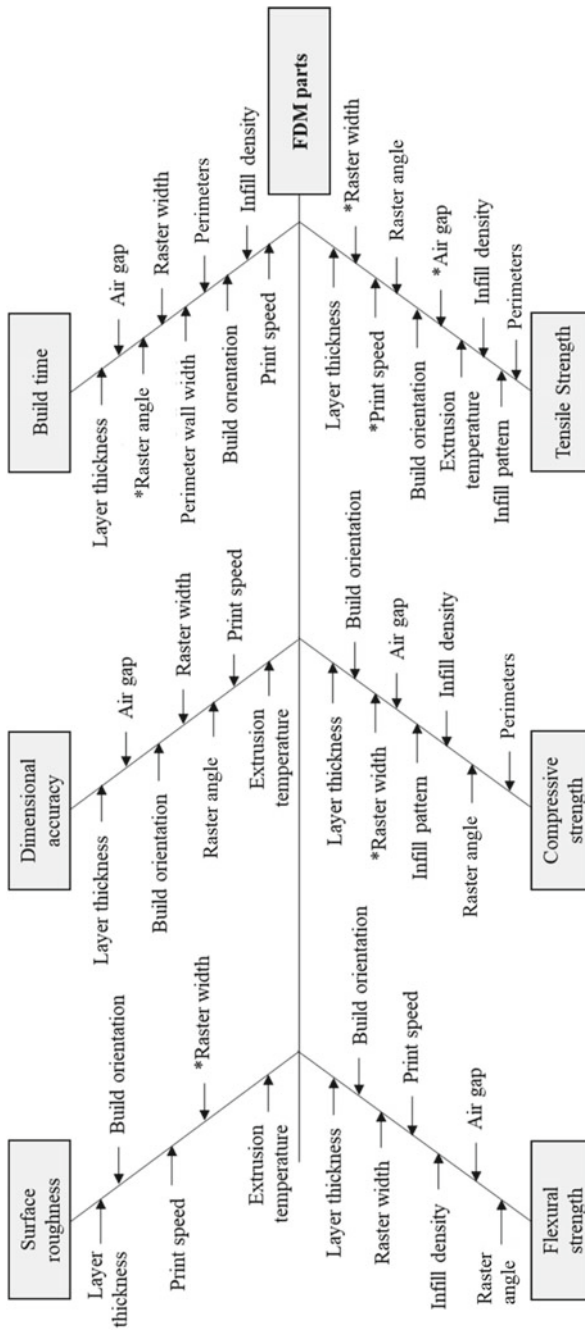 Surface
roughness
Layer
thickness
Build orientation
Print speed
*Raster width
Extrusion
temperature
Dimensional
accuracy
Layer thickness
Air gap
Build orientation
Raster width
Raster angle
Print speed
Extrusion
temperature
Build time
Layer thickness
Air gap
*Raster angle
Raster width
Perimeter wall width
Perimeters
Build orientation
Infill density
Print speed
FDM parts
Layer thickness
Build orientation
Raster width
Print speed
Infill density
Air gap
Raster
angle
Flexural
strength
Layer thickness
Build orientation
*Raster width
Air gap
Infill pattern
Infill density
Raster angle
Perimeters
Compressive
strength
Layer thickness
*Raster width
*Print speed
Raster angle
Build orientation
*Air gap
Extrusion
temperature
Infill density
Infill pattern
Perimeters
Tensile Strength